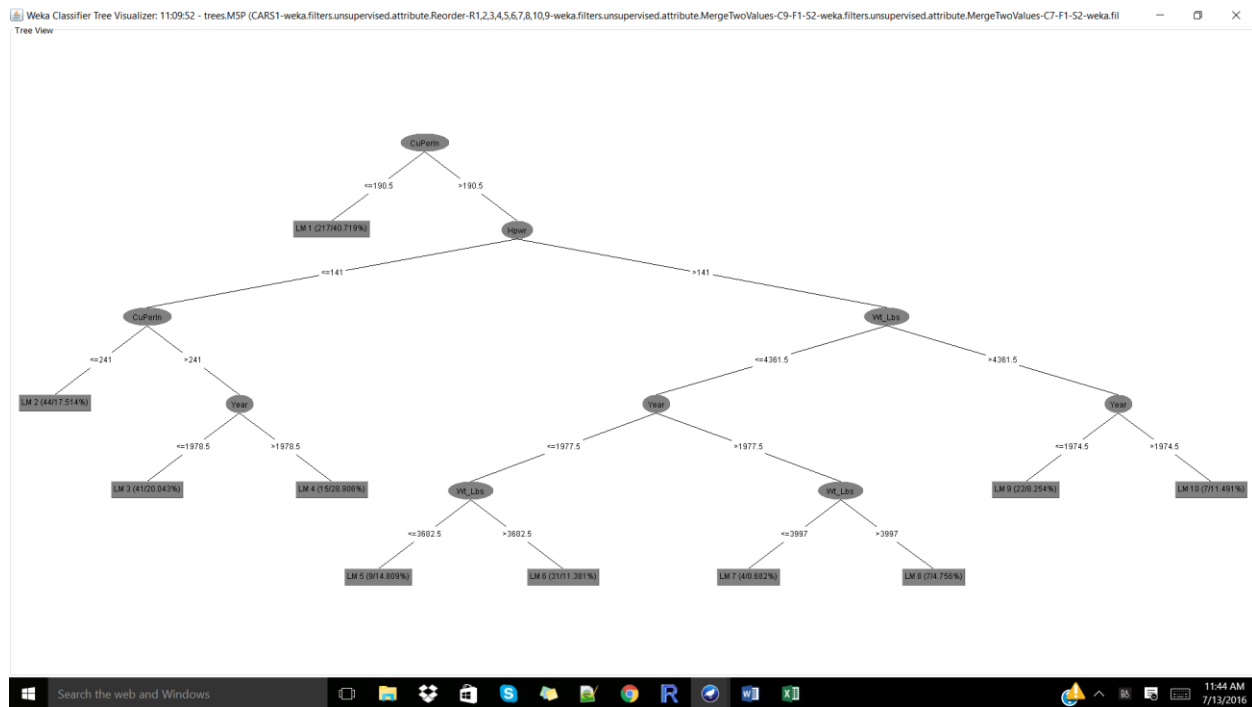 Weka Classifier Tree Visualizer: 11:09:52 - trees.M5P (CARS1-weka.filters.unsupervised.attribute.Reorder-R1,2,3,4,5,6,7,8,10,9-weka.filters.unsupervised.attribute.MergeTwoValues-C9-F1-S2-weka.filters.unsupervised.attribute.MergeTwoValues-C7-F1-S2-weka.fil
Tree View
CuPerIn
<=190.5 >190.5
LM 1 (217/40.719%) Hpwr
<=141 >141
CuPerIn Wt_Lbs
<=241 >241 <=4361.5 >4361.5
LM 2 (44/17.514%) Year Year Year
<=1978.5 >1978.5 <=1977.5 >1977.5 <=1974.5 >1974.5
LM 3 (41/20.043%) LM 4 (15/28.906%) Wt_Lbs Wt_Lbs LM 9 (22/8.254%) LM 10 (7/11.491%)
<=3682.5 >3682.5 <=3997 >3997
LM 5 (9/14.869%) LM 6 (31/11.381%) LM 7 (4/8.682%) LM 8 (7/4.756%)
Search the web and Windows
11:44 AM
7/13/2016